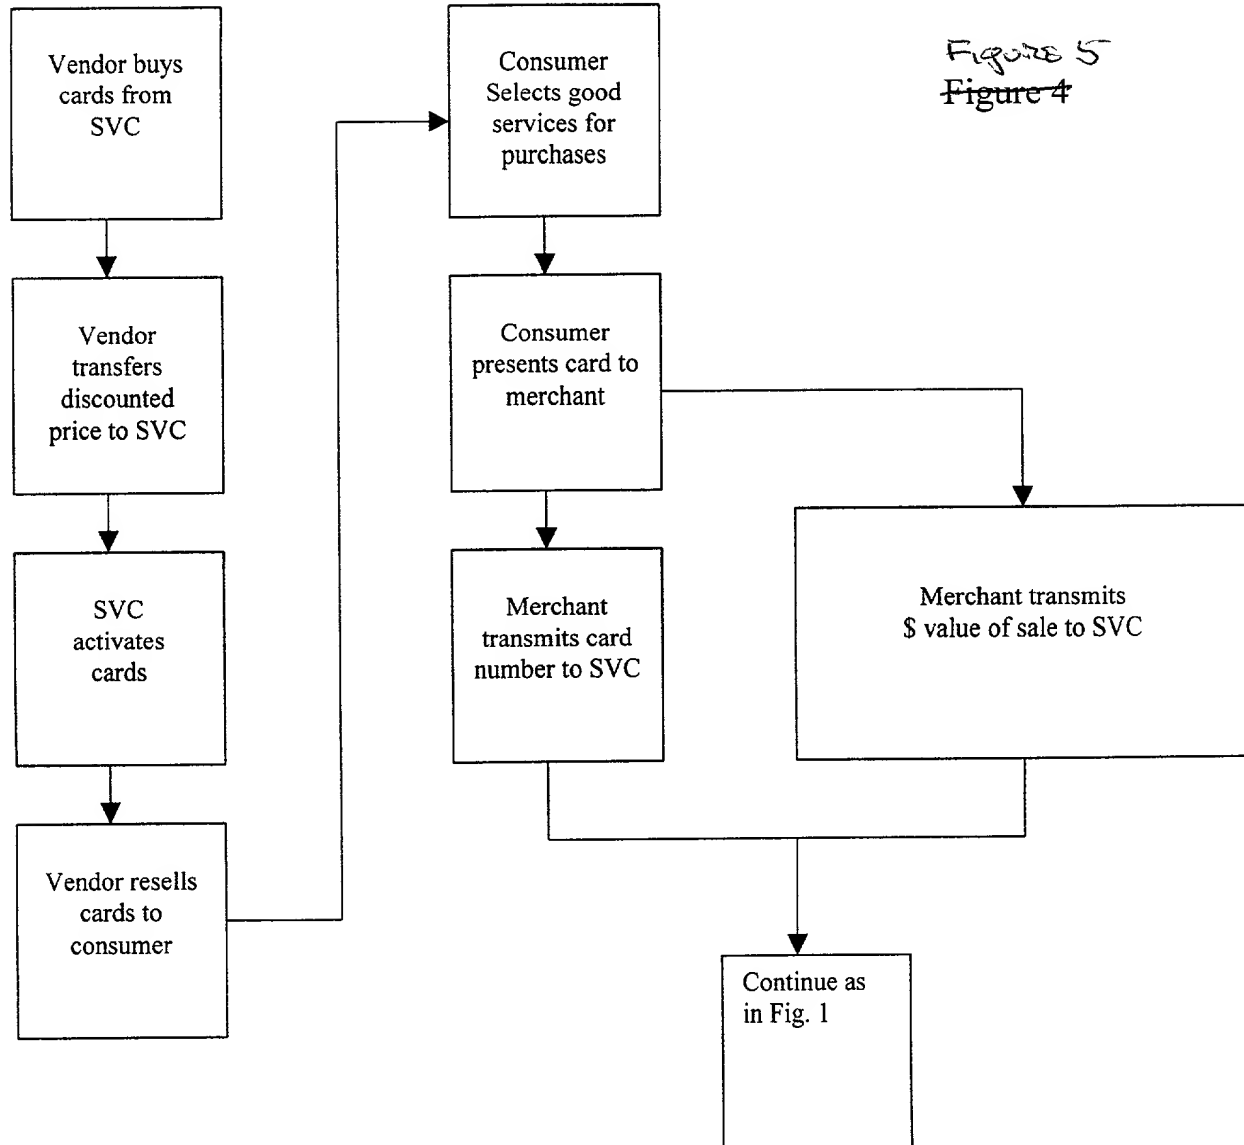 Vendor buys
cards from
SVC
Vendor
transfers
discounted
price to SVC
SVC
activates
cards
Vendor resells
cards to
consumer
Consumer
Selects good
services for
purchases
Consumer
presents card to
merchant
Merchant
transmits card
number to SVC
Merchant transmits
$ value of sale to SVC
Continue as
in Fig. 1
Figure 5
Figure 4